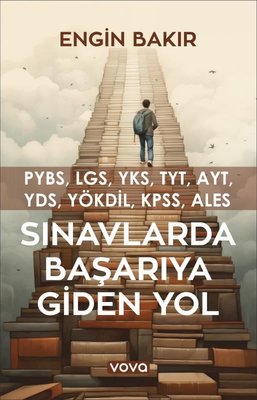 ENGİN BAKIR
PYBS, LGS, YKS, TYT, AYT,
YDS, YÖKDİL, KPSS, ALES
SINAVLARDA
BAŞARIYA
GİDEN YOL
vova